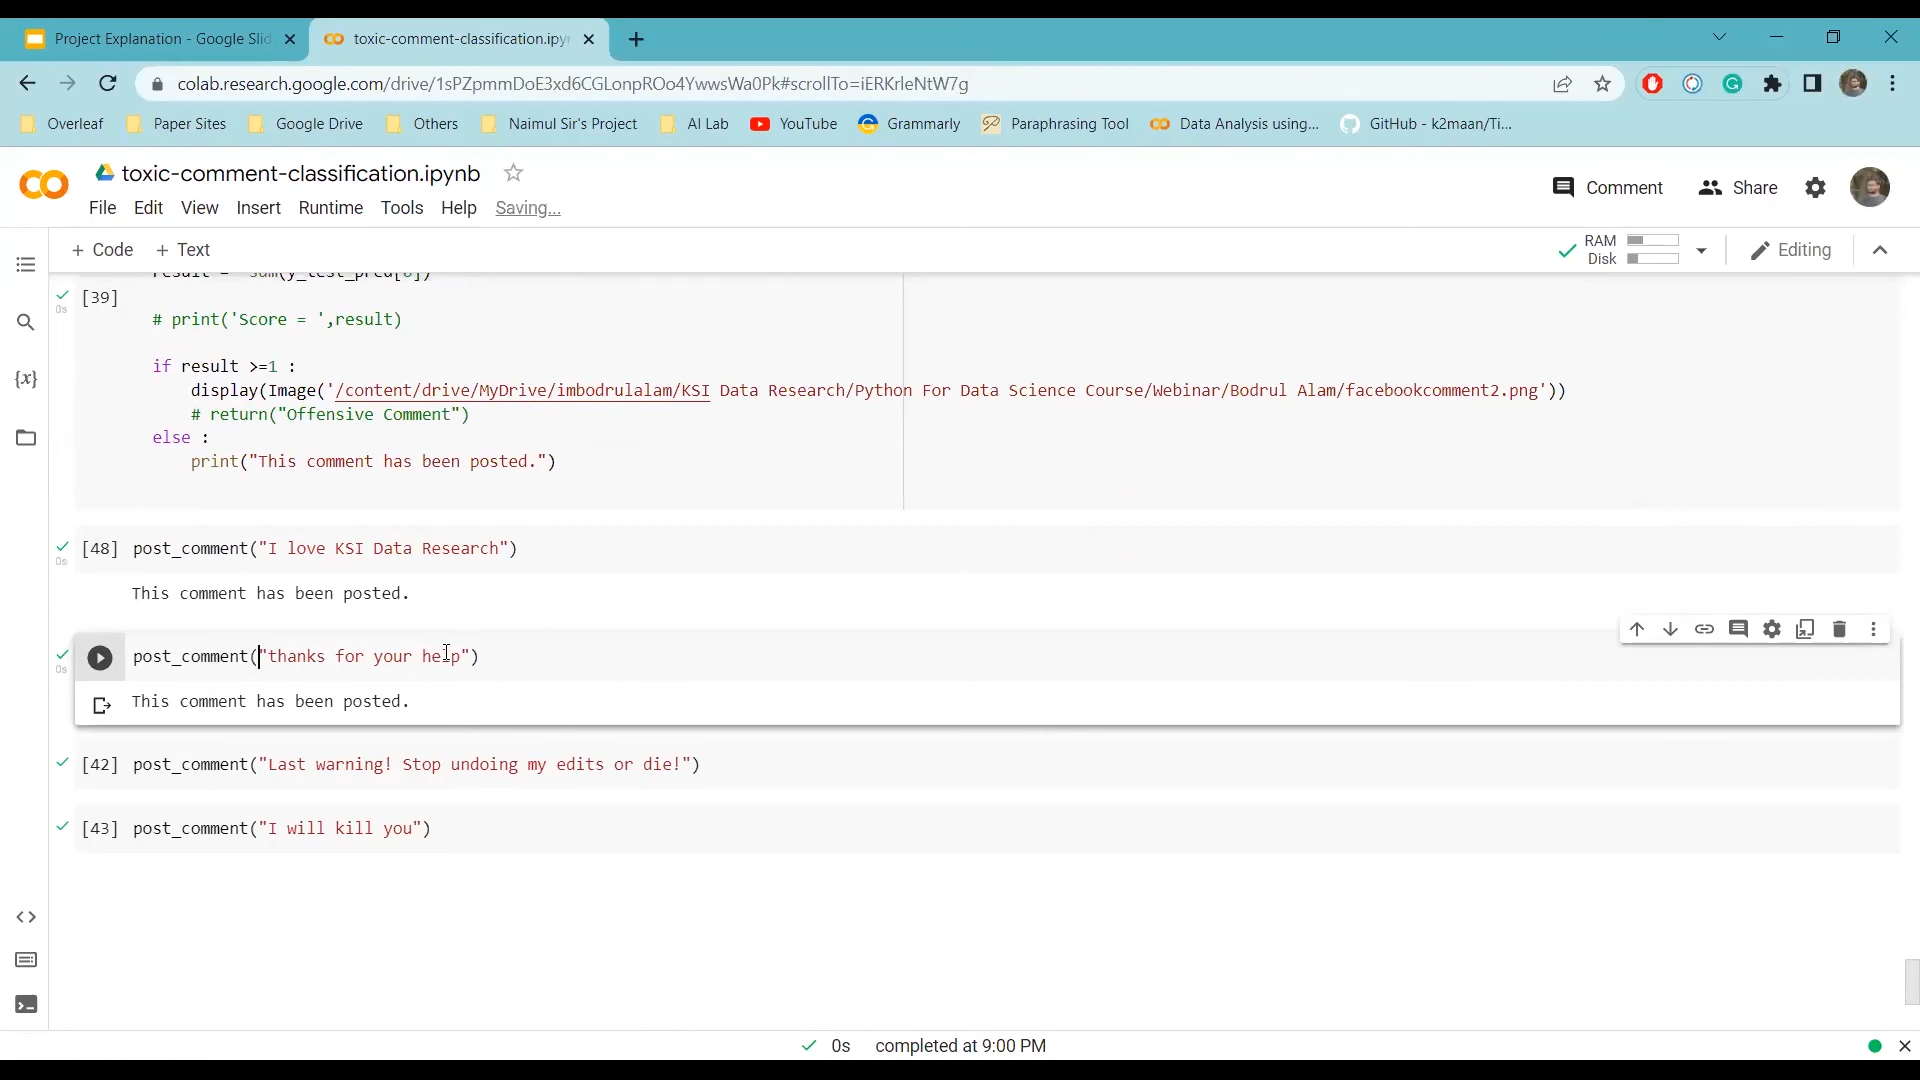 Project Explanation - Google Slid
toxic-comment-classification.ipy
colab.research.google.com/drive/1sPZpmmDoE3xd6CGLonpROo4YwwsWa0Pk#scrollTo=iERKrleNtW7g
Overleaf Paper Sites Google Drive Others Naimul Sir's Project AI Lab YouTube Grammarly Paraphrasing Tool Data Analysis using... GitHub - k2maan/Ti...
toxic-comment-classification.ipynb
Comment Share
File Edit View Insert Runtime Tools Help Saving...
+ Code + Text
RAM
Disk
Editing
result = sum(y_test_pred[0])
[39]
0s
# print('Score = ',result)
if result >=1 :
display(Image('/content/drive/MyDrive/imbodrulalam/KSI Data Research/Python For Data Science Course/Webinar/Bodrul Alam/facebookcomment2.png'))
# return("Offensive Comment")
else :
print("This comment has been posted.")
[48] post_comment("I love KSI Data Research")
0s
This comment has been posted.
post_comment("thanks for your help")
0s
This comment has been posted.
[42] post_comment("Last warning! Stop undoing my edits or die!")
[43] post_comment("I will kill you")
0s completed at 9:00 PM